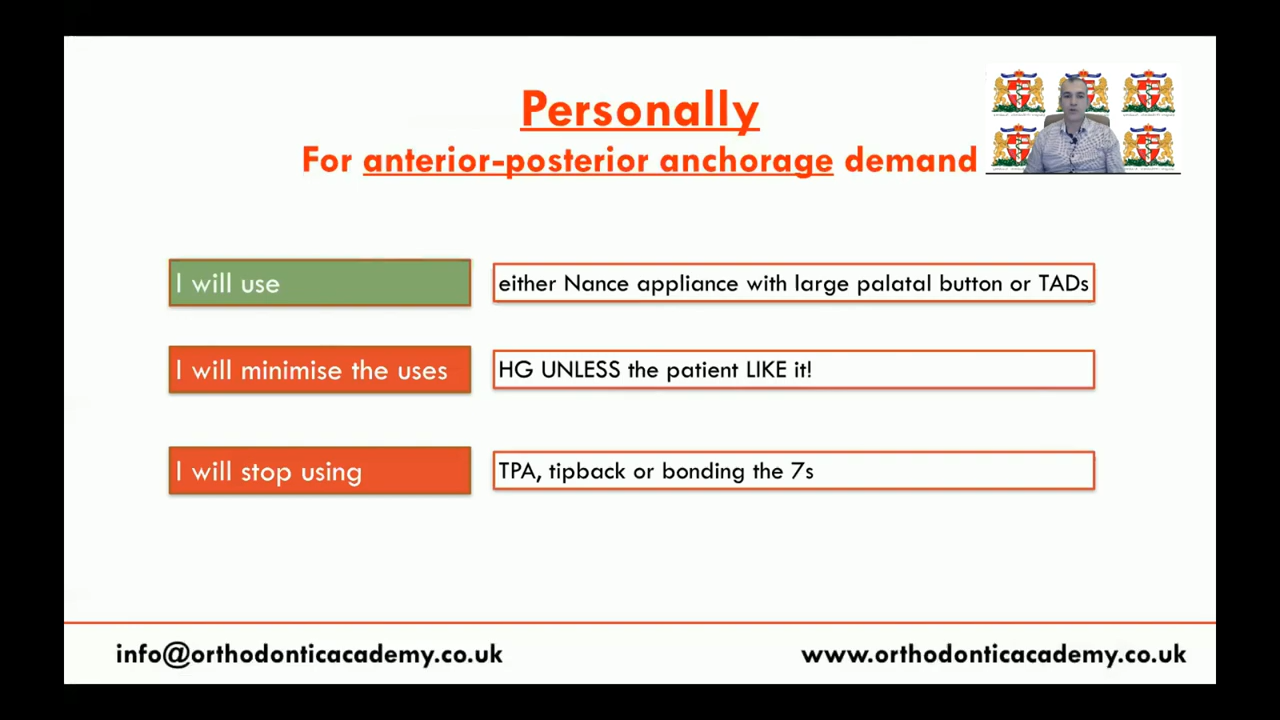 Personally
For anterior-posterior anchorage demand
I will use
either Nance appliance with large palatal button or TADs
I will minimise the uses
HG UNLESS the patient LIKE it!
I will stop using
TPA, tipback or bonding the 7s
info@orthodonticacademy.co.uk
www.orthodonticacademy.co.uk